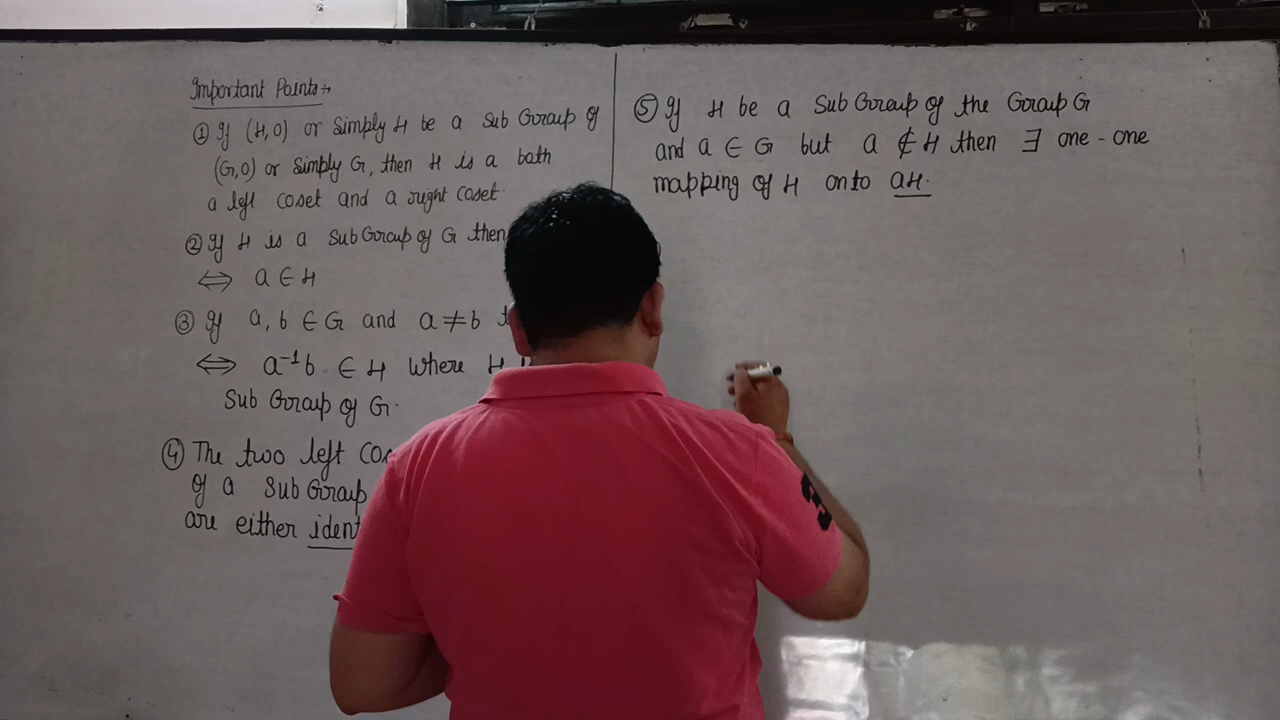 Important Points :-
① If (H,0) or simply H be a Sub Group of
(G,0) or simply G, then H is a both
a left coset and a right coset.
② If H is a Sub Group of G then
⇔ a ∈ H
③ If a, b ∈ G and a ≠ b
⇔ a⁻¹b ∈ H where H
Sub Group of G.
④ The two left
of a Sub Group
are either
⑤ If H be a Sub Group of the Group G
and a ∈ G but a ∉ H then ∃ one-one
mapping of H onto aH.
3